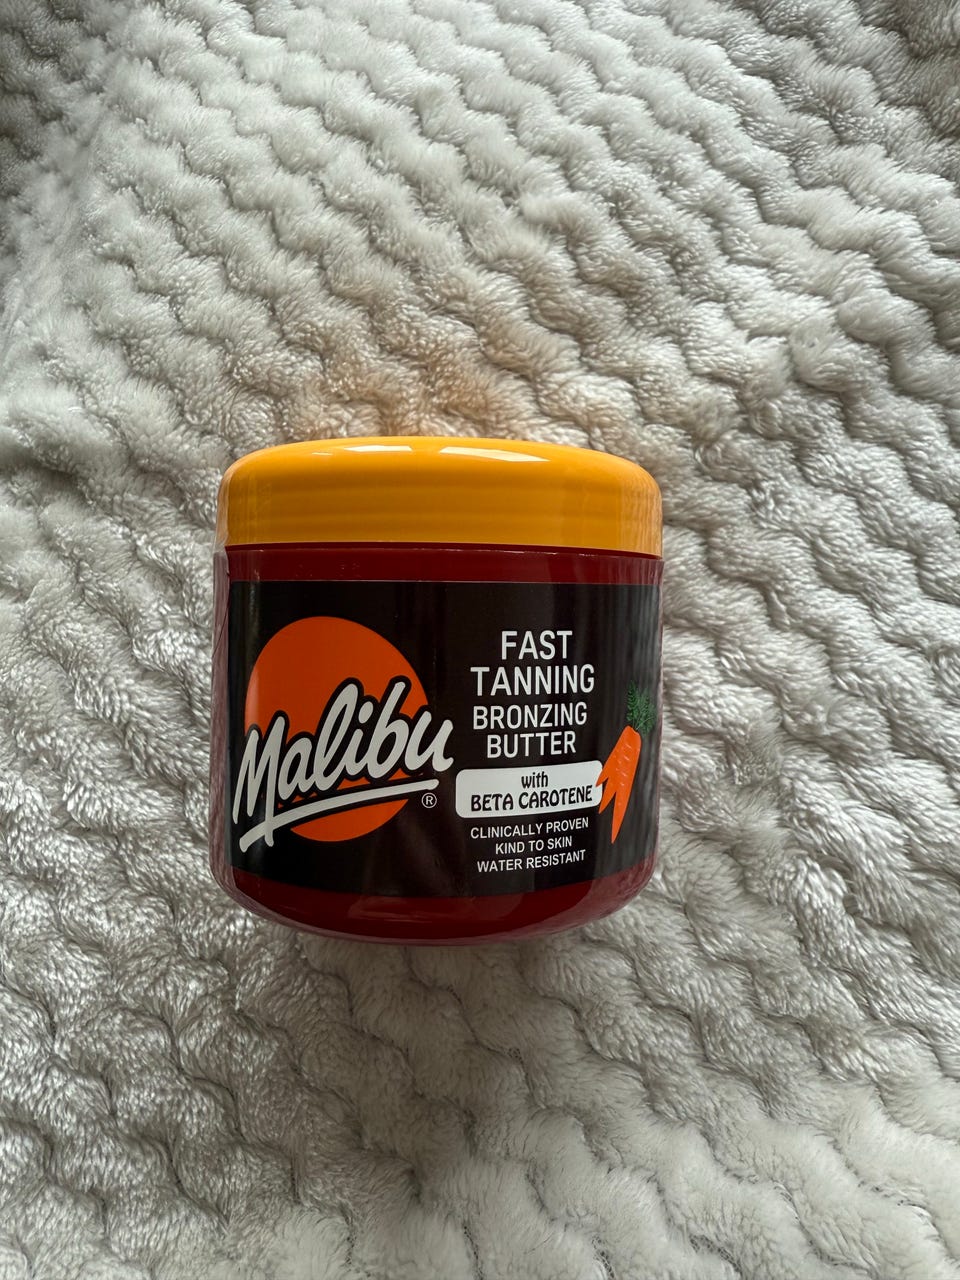 Malibu®
FAST
TANNING
BRONZING
BUTTER
with
BETA CAROTENE
CLINICALLY PROVEN
KIND TO SKIN
WATER RESISTANT